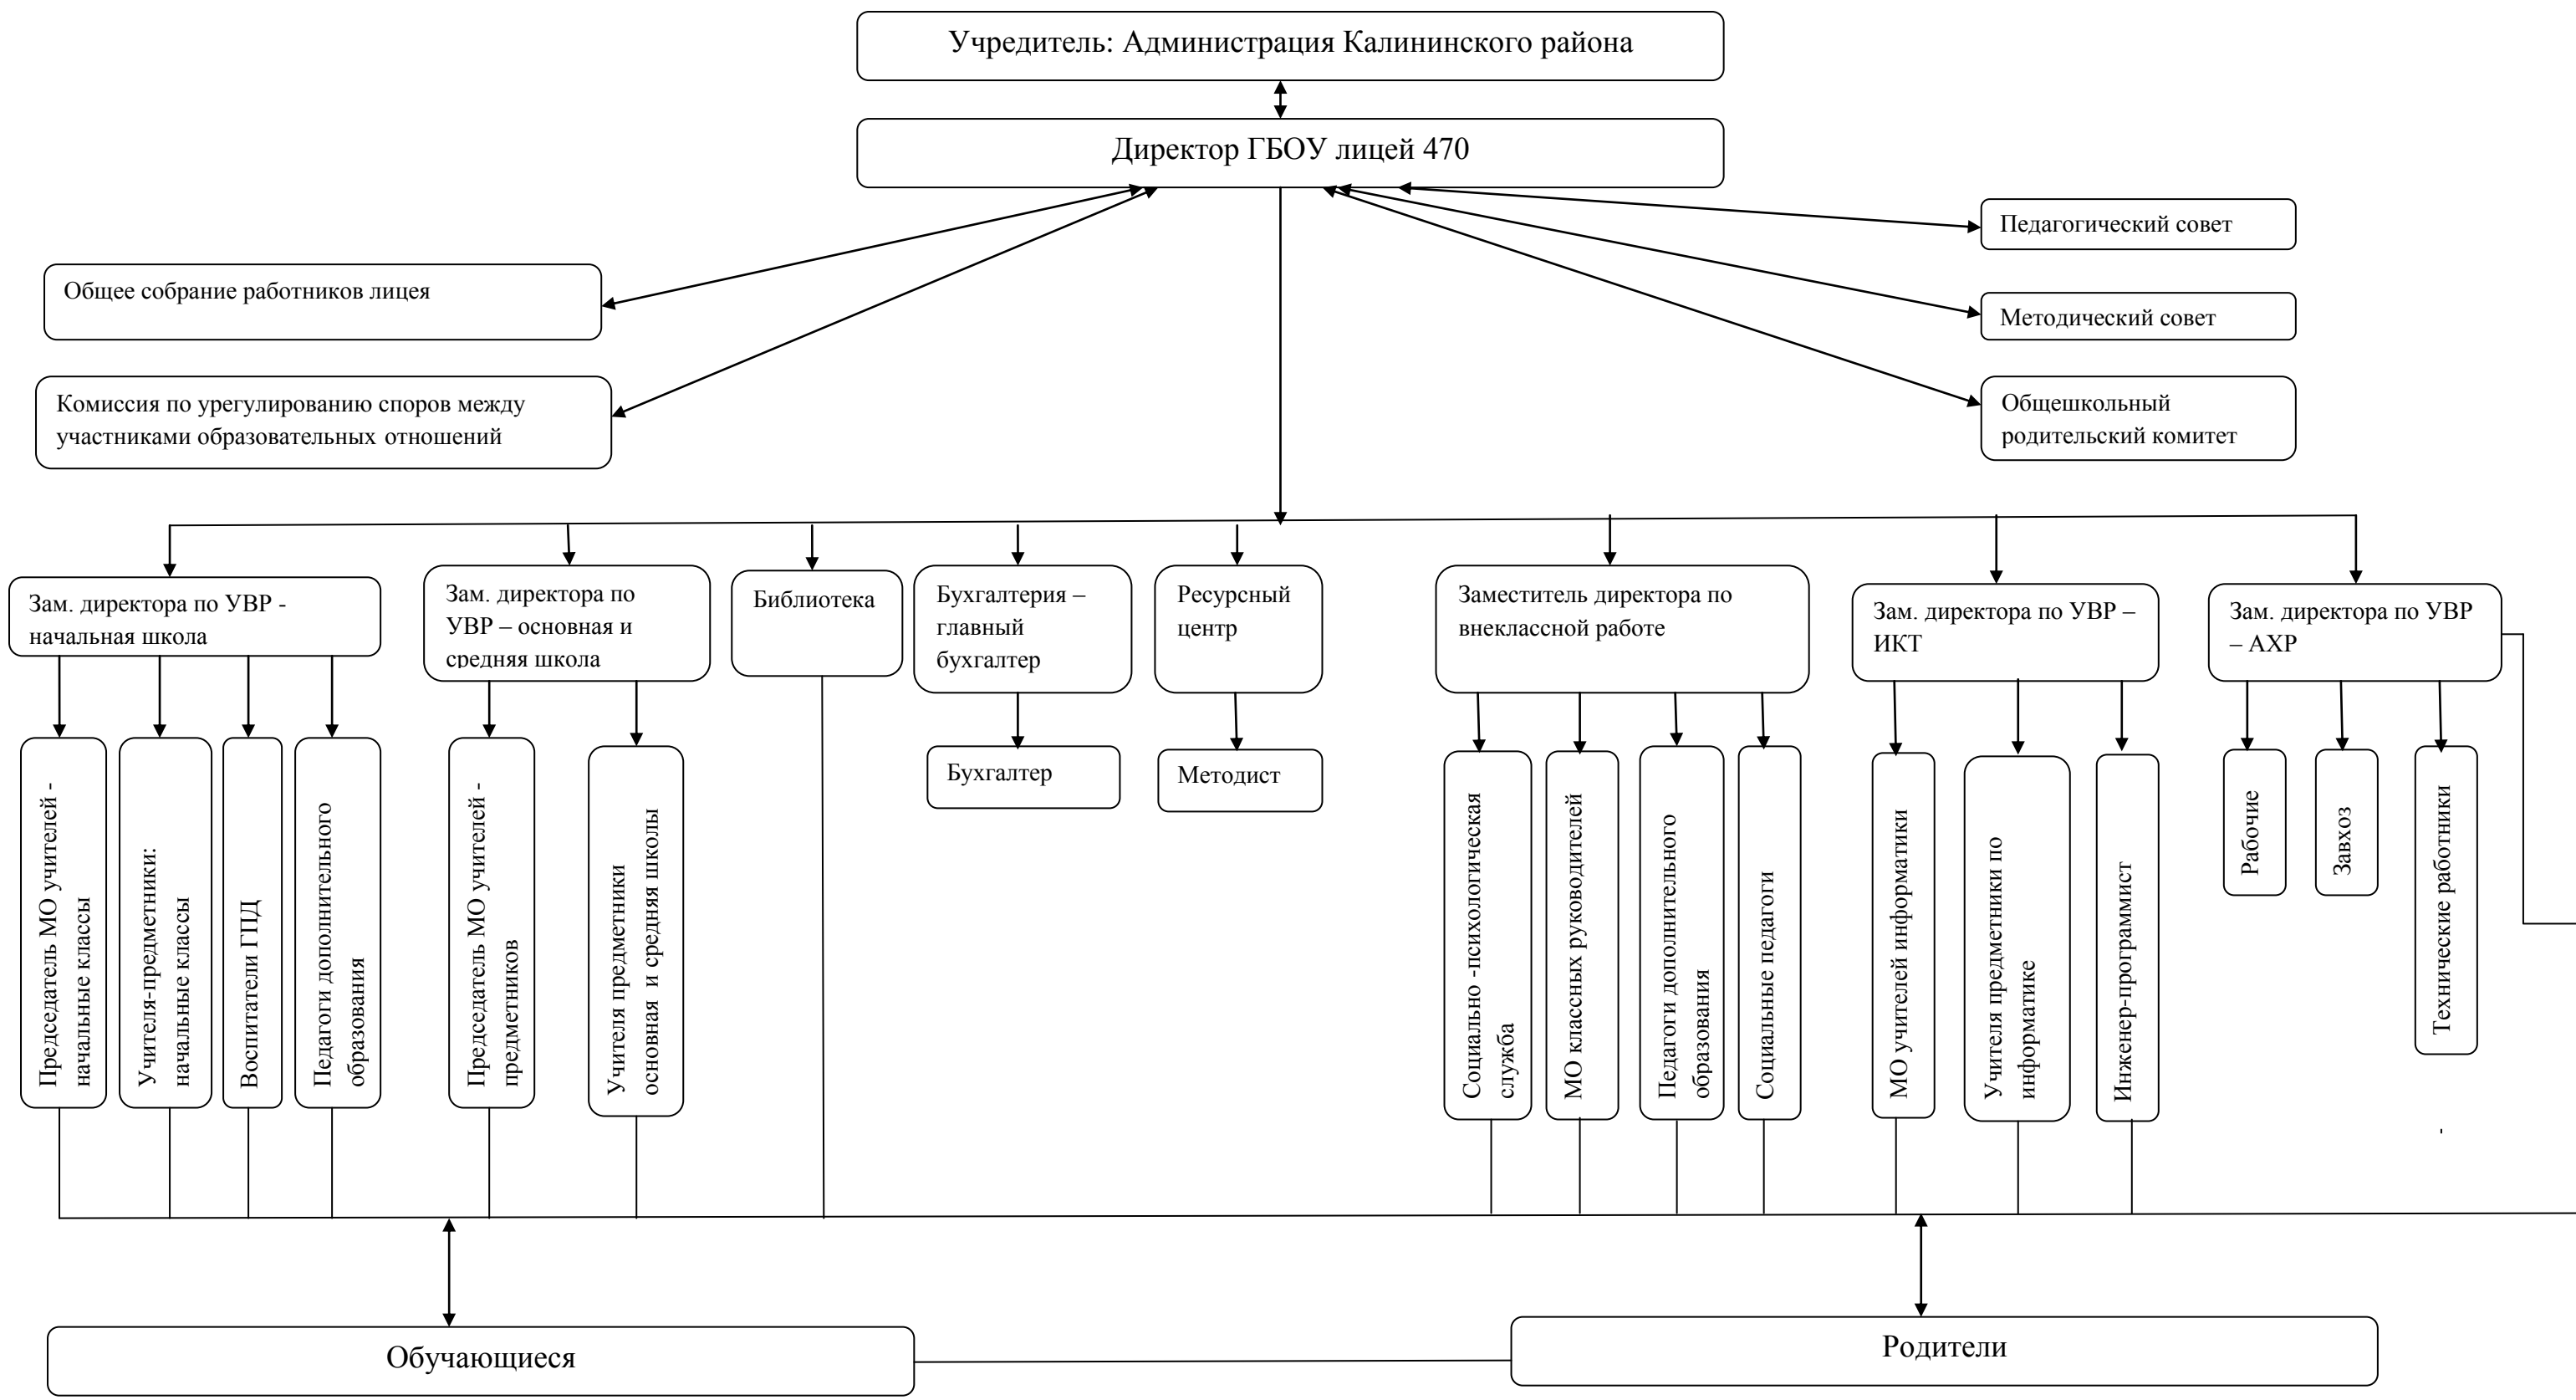 Учредитель: Администрация Калининского района
Директор ГБОУ лицей 470
Педагогический совет
Общее собрание работников лицея
Методический совет
Комиссия по урегулированию споров между
участниками образовательных отношений
Общешкольный
родительский комитет
Зам. директора по УВР -
начальная школа
Зам. директора по
УВР – основная и
средняя школа
Библиотека
Бухгалтерия –
главный
бухгалтер
Ресурсный
центр
Заместитель директора по
внеклассной работе
Зам. директора по УВР –
ИКТ
Зам. директора по УВР
– АХР
Председатель МО учителей -
начальные классы
Учителя-предметники:
начальные классы
Воспитатели ГПД
Педагоги дополнительного
образования
Председатель МО учителей -
предметников
Учителя предметники
основная и средняя школы
Бухгалтер
Методист
Социально -психологическая
служба
МО классных руководителей
Педагоги дополнительного
образования
Социальные педагоги
МО учителей информатики
Учителя предметники по
информатике
Инженер-программист
Рабочие
Завхоз
Технические работники
Обучающиеся
Родители